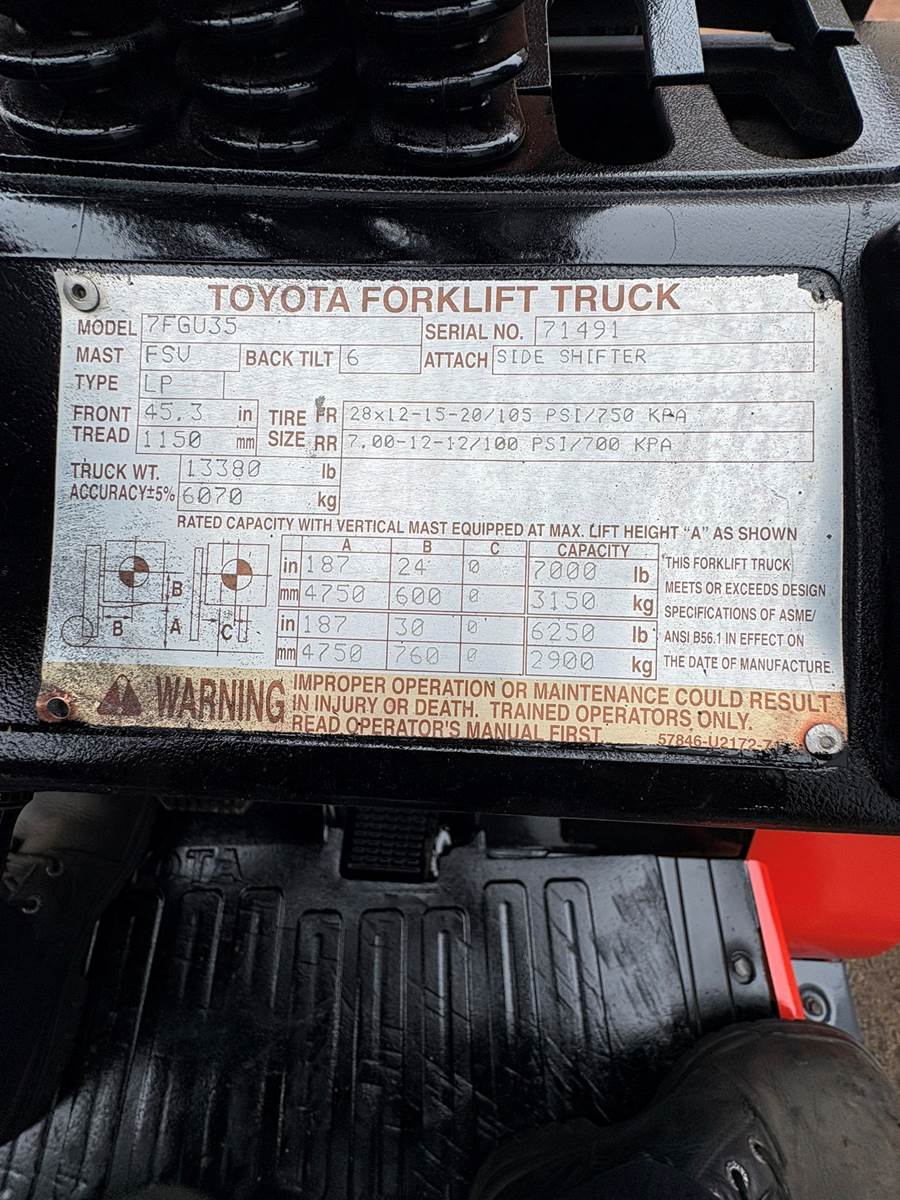 TOYOTA FORKLIFT TRUCK
MODEL 7FGU35 SERIAL NO. 71491
MAST FSV BACK TILT 6 ATTACH SIDE SHIFTER
TYPE LP
FRONT TREAD 45.3 in 1150 mm
TIRE SIZE FR 28x12-15-20/105 PSI/750 KPA
RR 7.00-12-12/100 PSI/700 KPA
TRUCK WT. 13380 lb
ACCURACY±5% 6070 kg
RATED CAPACITY WITH VERTICAL MAST EQUIPPED AT MAX. LIFT HEIGHT "A" AS SHOWN
A B C CAPACITY
in 187 24 0 7000 lb
mm 4750 600 0 3150 kg
in 187 30 0 6250 lb
mm 4750 760 0 2900 kg
B B A C
THIS FORKLIFT TRUCK
MEETS OR EXCEEDS DESIGN
SPECIFICATIONS OF ASME/
ANSI B56.1 IN EFFECT ON
THE DATE OF MANUFACTURE.
WARNING
IMPROPER OPERATION OR MAINTENANCE COULD RESULT
IN INJURY OR DEATH. TRAINED OPERATORS ONLY.
READ OPERATOR'S MANUAL FIRST.